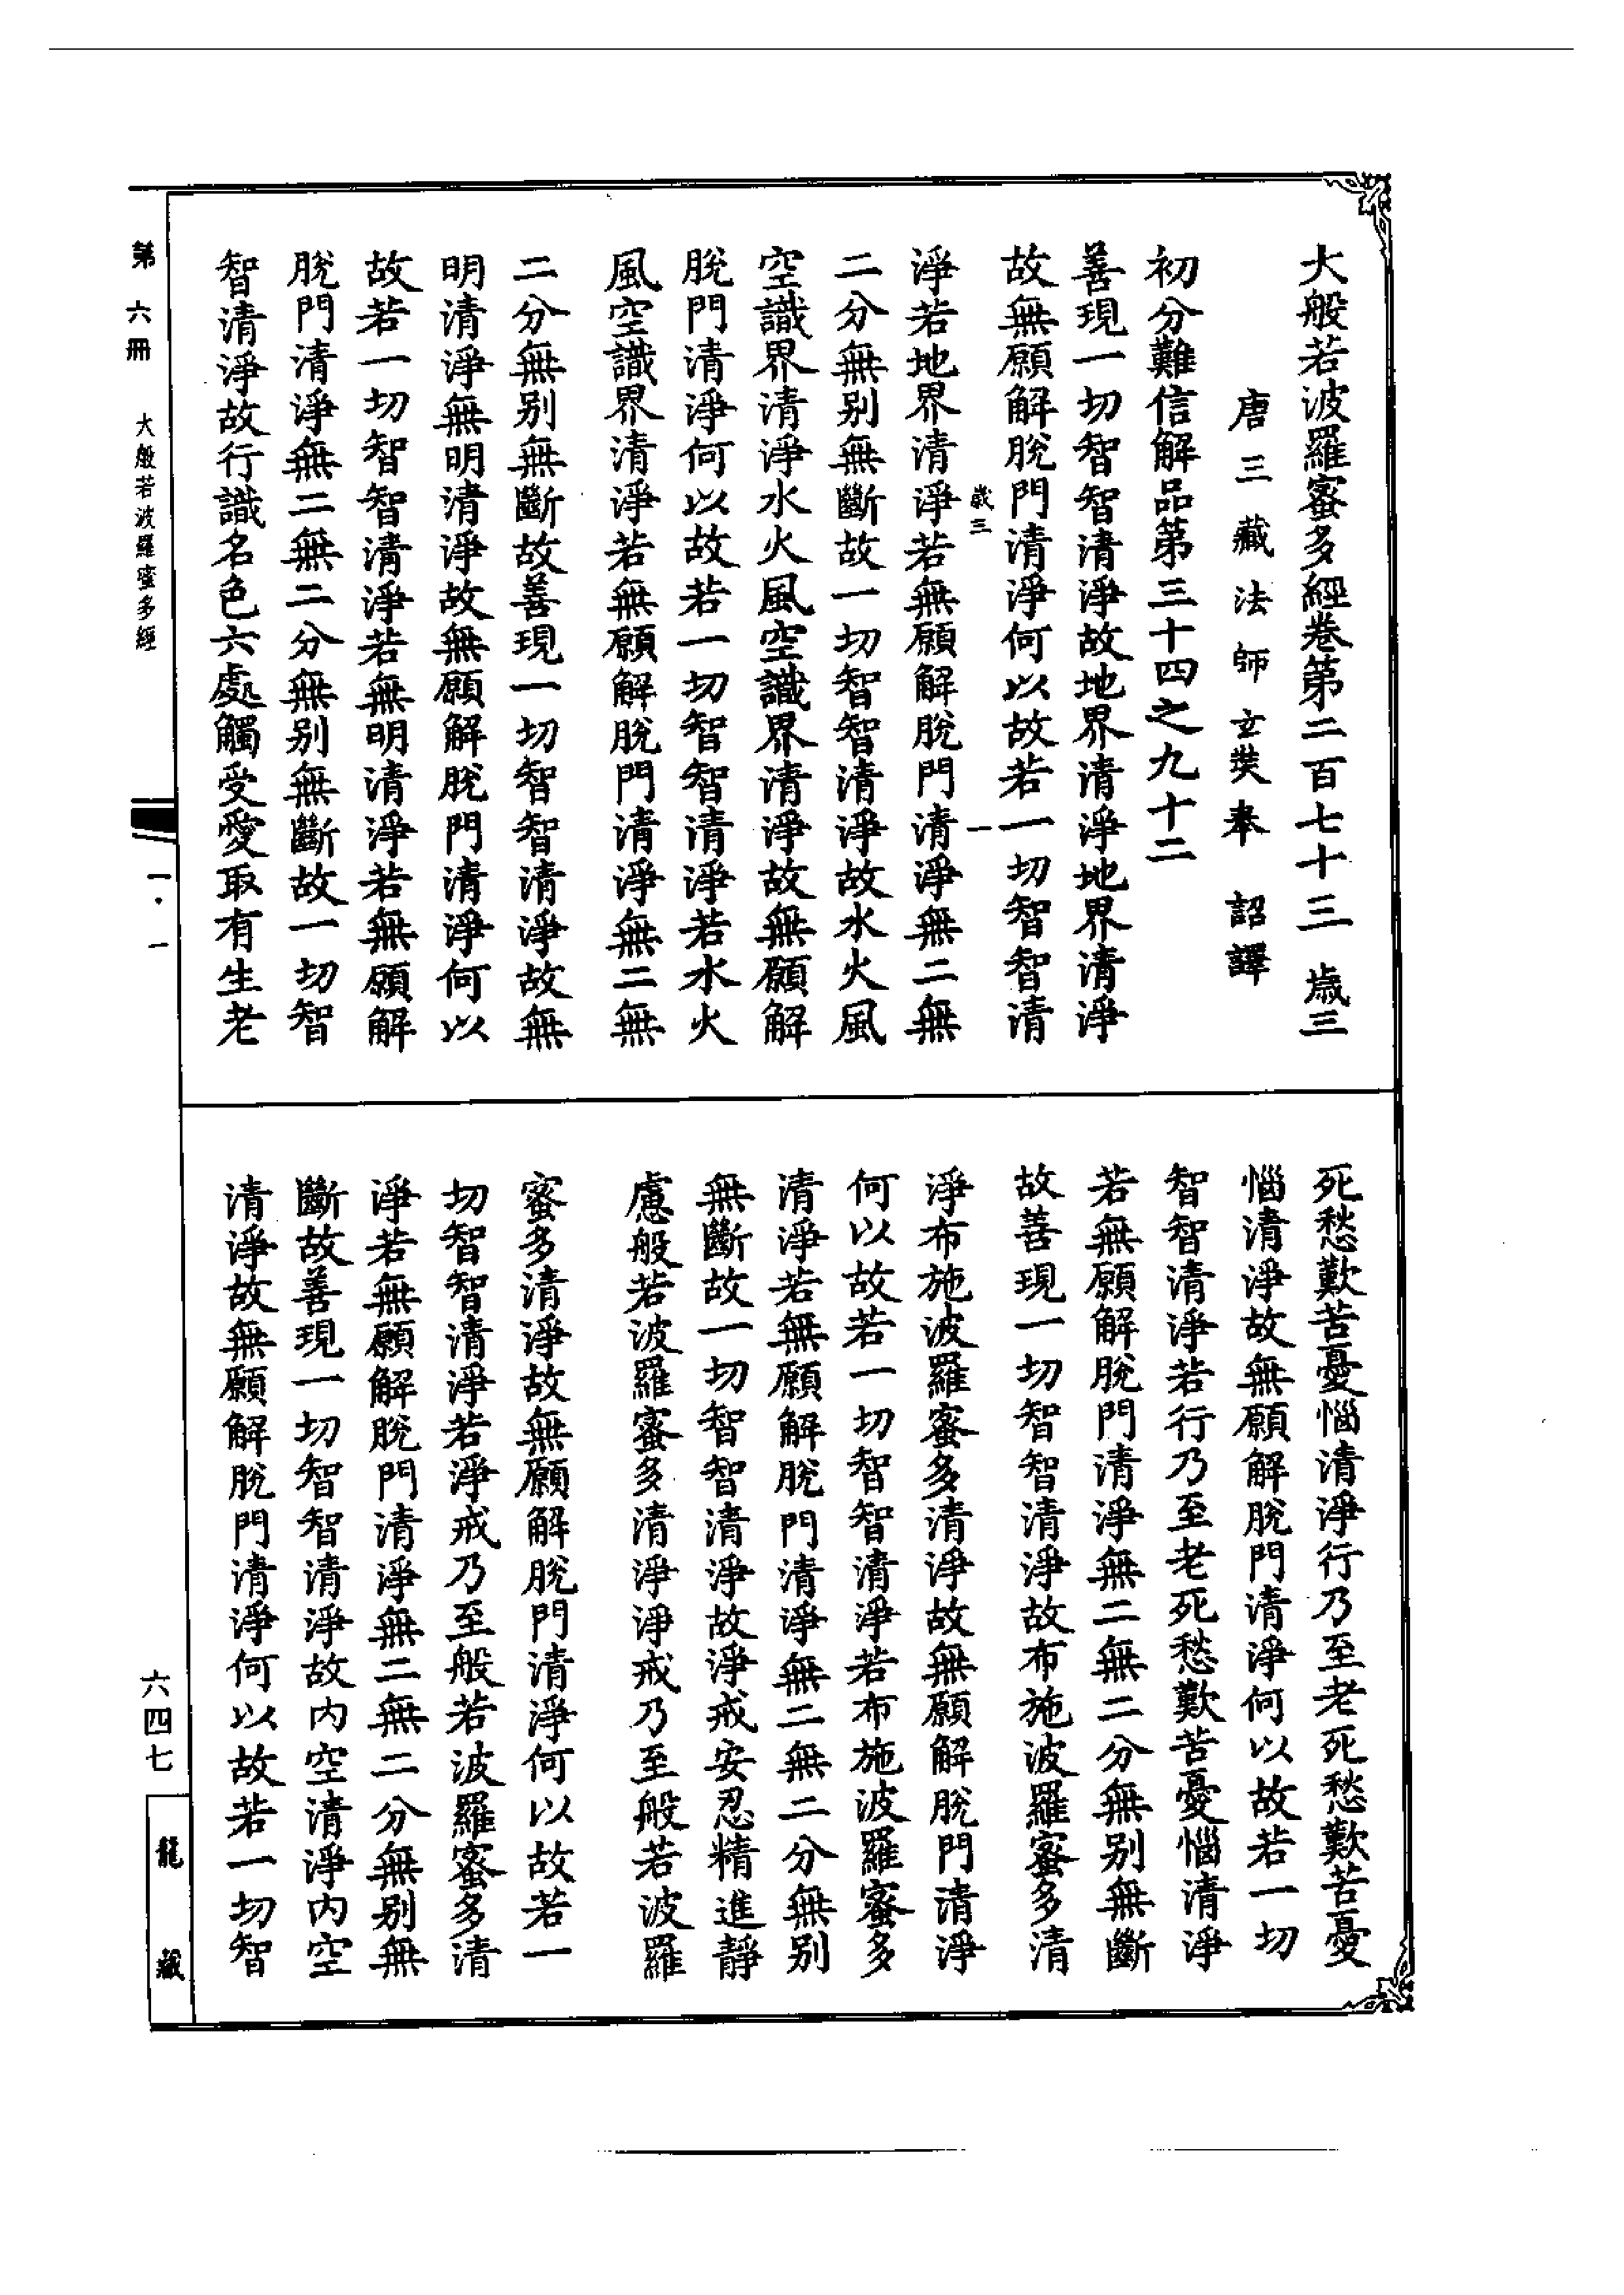 大般若波羅蜜多經卷第二百七十三 歲三
唐三藏法師玄奘奉 詔譯
初分難信解品第三十四之九十二
善現一切智智清淨故地界清淨地界清淨
故無願解脫門清淨何以故若一切智智清
歲三 一
淨若地界清淨若無願解脫門清淨無二無
二分無別無斷故一切智智清淨故水火風
空識界清淨水火風空識界清淨故無願解
脫門清淨何以故若一切智智清淨若水火
風空識界清淨若無願解脫門清淨無二無
二分無別無斷故善現一切智智清淨故無
明清淨無明清淨故無願解脫門清淨何以
故若一切智智清淨若無明清淨若無願解
脫門清淨無二無二分無別無斷故一切智
智清淨故行識名色六處觸受愛取有生老
死愁歎苦憂惱清淨行乃至老死愁歎苦憂
惱清淨故無願解脫門清淨何以故若一切
智智清淨若行乃至老死愁歎苦憂惱清淨
若無願解脫門清淨無二無二分無別無斷
故善現一切智智清淨故布施波羅蜜多清
淨布施波羅蜜多清淨故無願解脫門清淨
何以故若一切智智清淨若布施波羅蜜多
清淨若無願解脫門清淨無二無二分無別
無斷故一切智智清淨故淨戒安忍精進靜
慮般若波羅蜜多清淨淨戒乃至般若波羅
蜜多清淨故無願解脫門清淨何以故若一
切智智清淨若淨戒乃至般若波羅蜜多清
淨若無願解脫門清淨無二無二分無別無
斷故善現一切智智清淨故內空清淨內空
清淨故無願解脫門清淨何以故若一切智
第六冊 大般若波羅蜜多經 一·一
六四七
龍藏